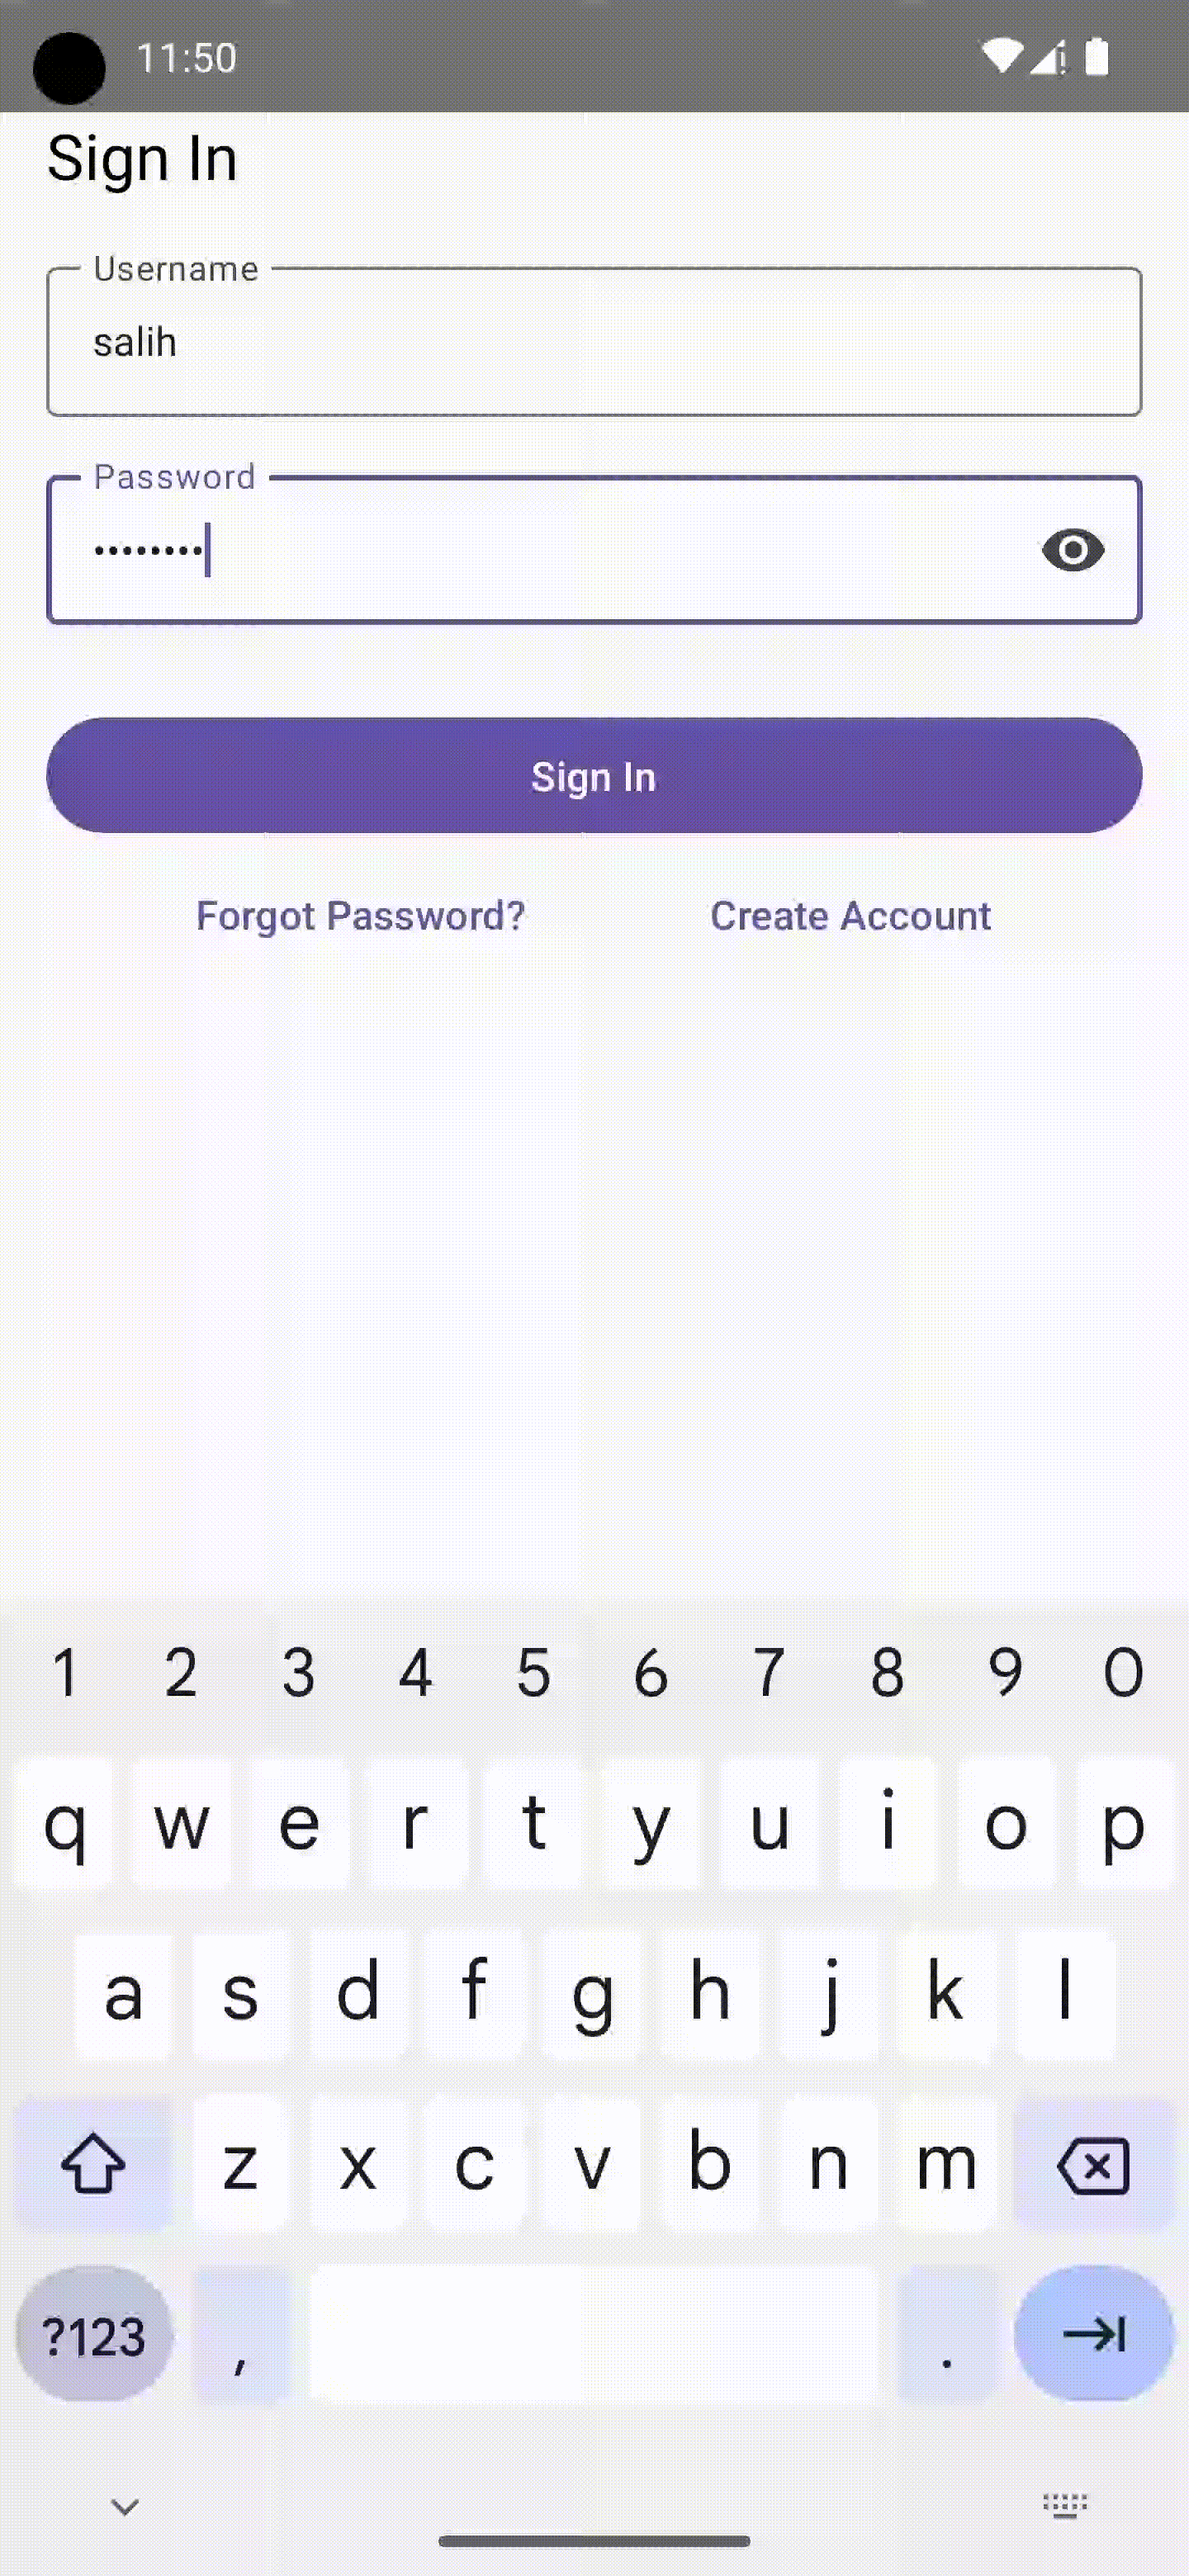 11:50
Sign In
Username
salih
Password
••••••••
Sign In
Forgot Password? Create Account
1 2 3 4 5 6 7 8 9 0
q w e r t y u i o p
a s d f g h j k l
z x c v b n m
?123 , .